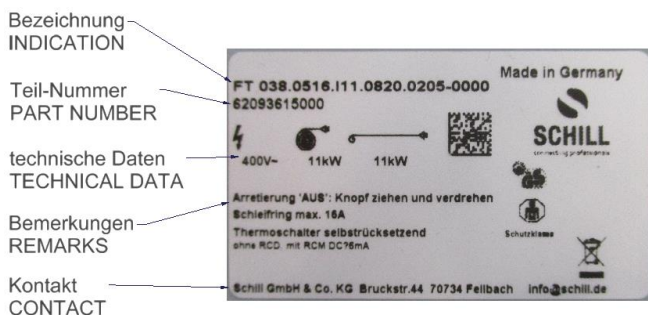 Bezeichnung
INDICATION
Teil-Nummer
PART NUMBER
technische Daten
TECHNICAL DATA
Bemerkungen
REMARKS
Kontakt
CONTACT
Made in Germany
FT 038.0516.I11.0820.0205-0000
62093615000
SCHILL
connecting professionals
400V~ 11kW 11kW
Arretierung 'AUS': Knopf ziehen und verdrehen
Schleifring max. 16A
Thermoschalter selbstrücksetzend
ohne RCD. mit RCM DC?6mA
Schutzklasse
Schill GmbH & Co. KG Bruckstr.44 70734 Fellbach info@schill.de